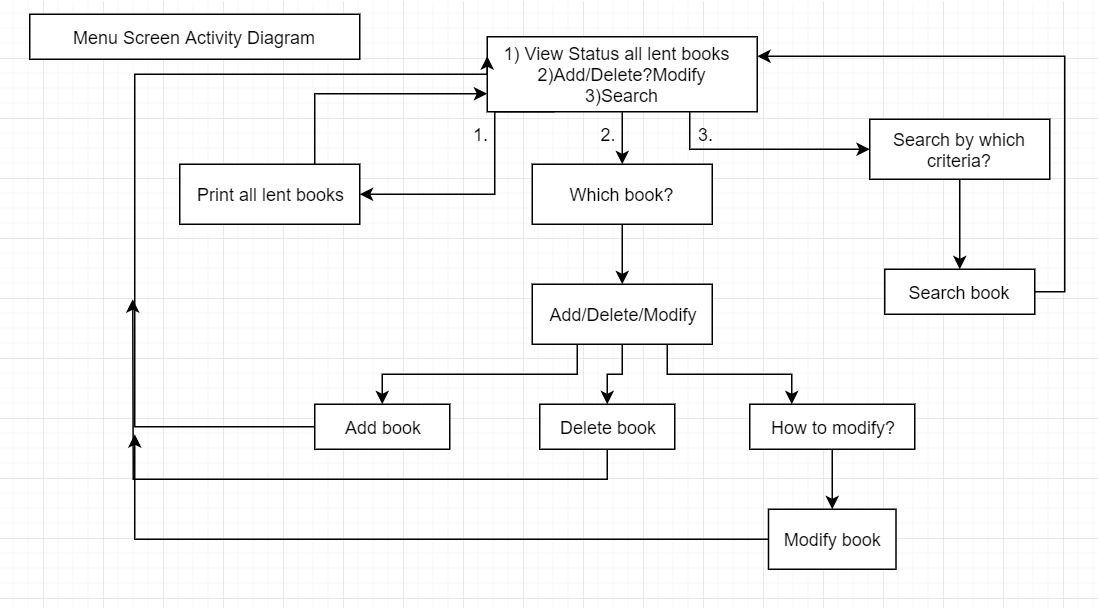 Menu Screen Activity Diagram
1) View Status all lent books
2)Add/Delete?Modify
3)Search
1.
2.
3.
Search by which
criteria?
Print all lent books
Which book?
Search book
Add/Delete/Modify
Add book
Delete book
How to modify?
Modify book